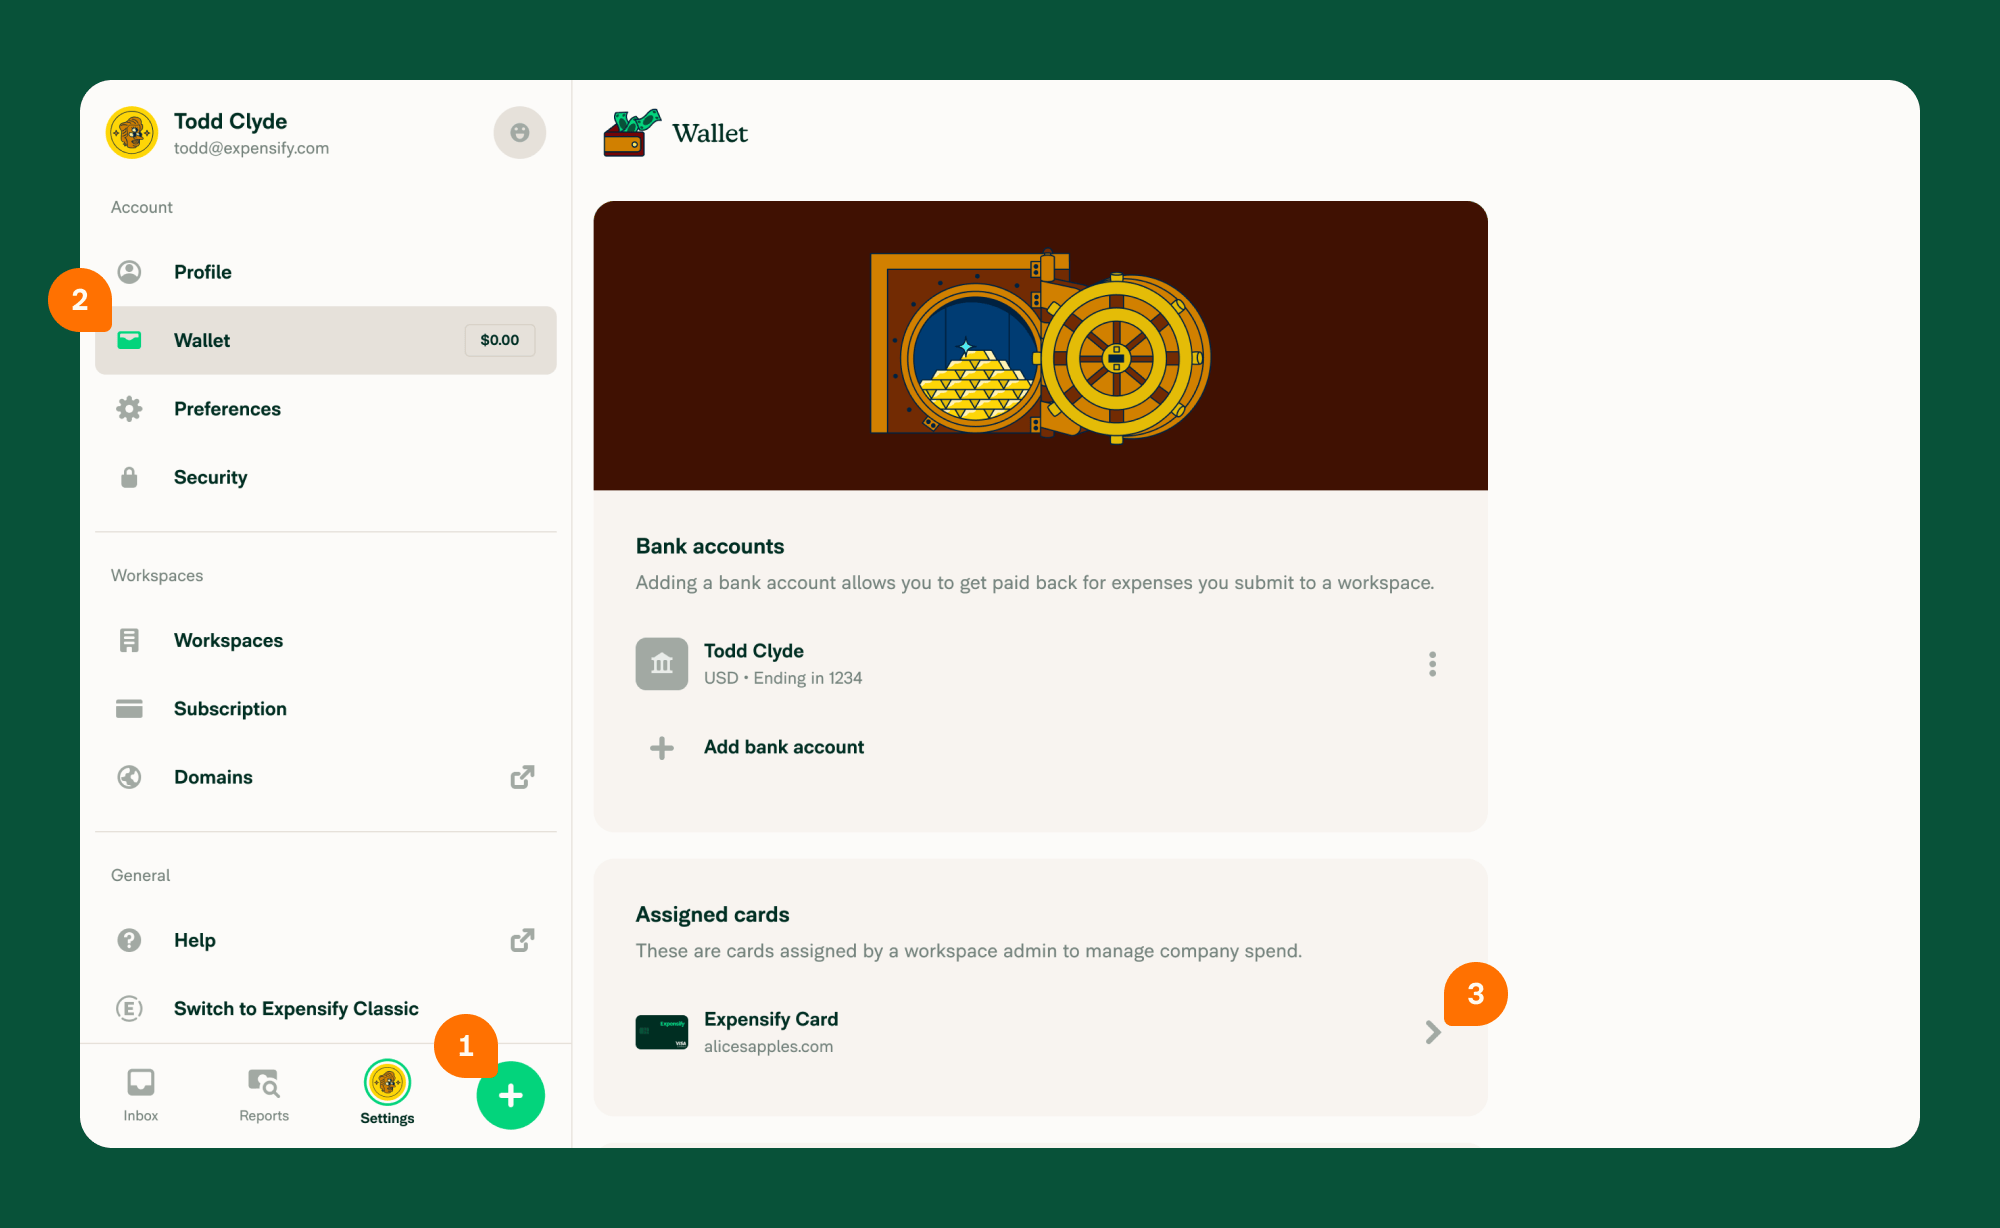 Todd Clyde
todd@expensify.com
Account
Profile
2
Wallet
$0.00
Preferences
Security
Workspaces
Workspaces
Subscription
Domains
General
Help
Switch to Expensify Classic
1
Inbox
Reports
Settings
Wallet
Bank accounts
Adding a bank account allows you to get paid back for expenses you submit to a workspace.
Todd Clyde
USD • Ending in 1234
Add bank account
Assigned cards
These are cards assigned by a workspace admin to manage company spend.
3
Expensify
VISA
Expensify Card
alicesapples.com